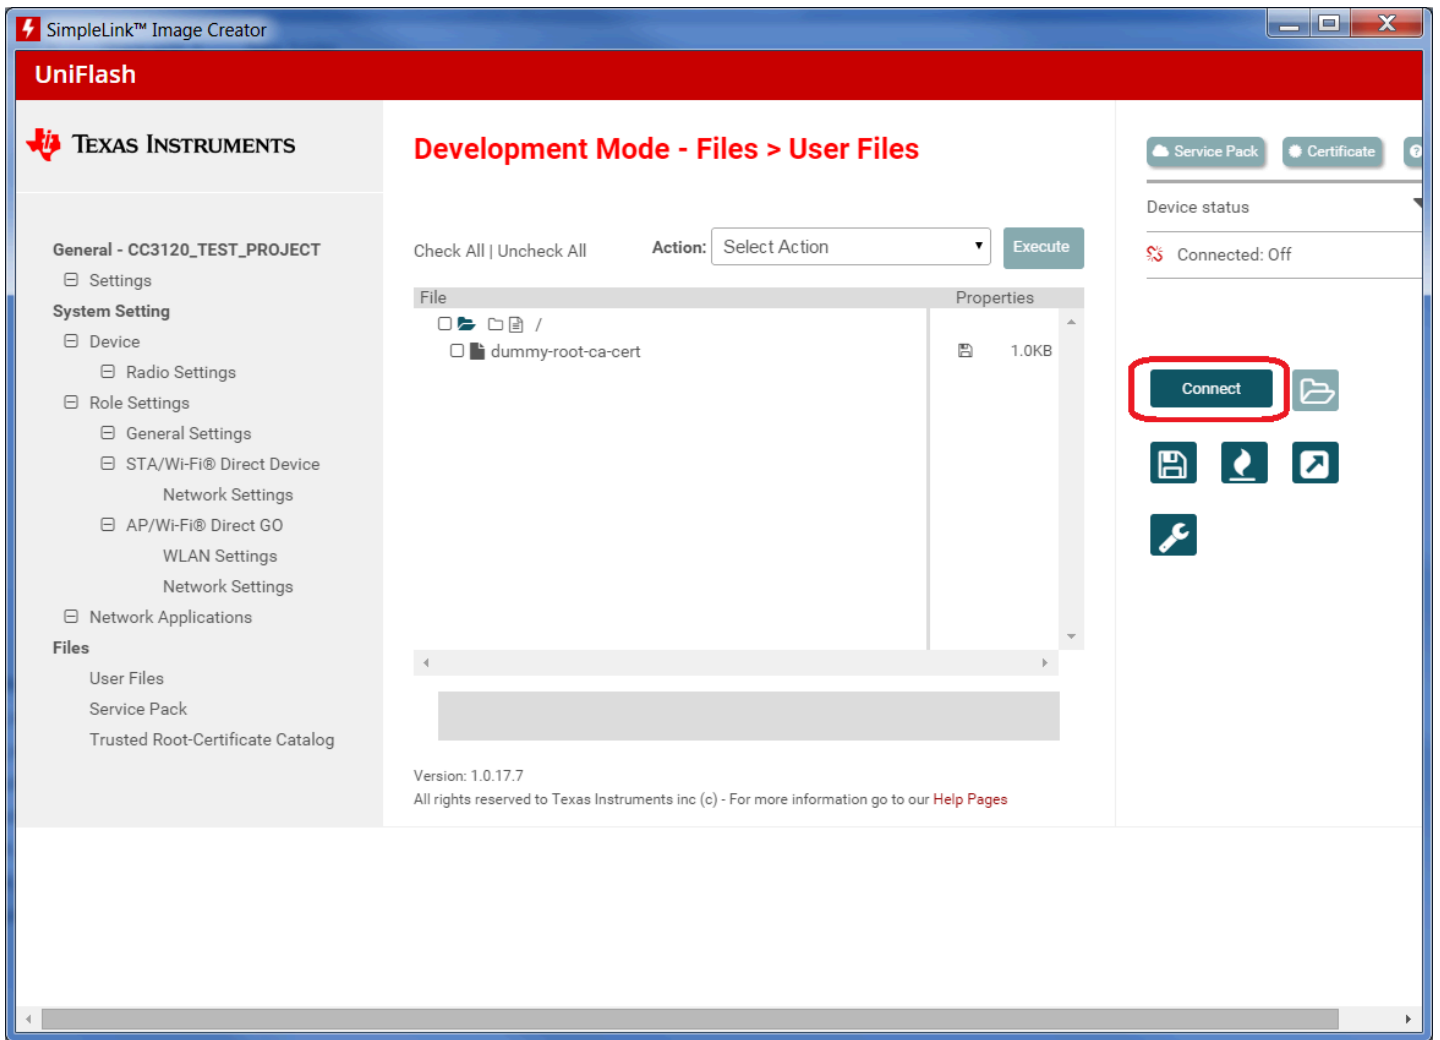 SimpleLink™ Image Creator
UniFlash
TEXAS INSTRUMENTS
General - CC3120_TEST_PROJECT
Settings
System Setting
Device
Radio Settings
Role Settings
General Settings
STA/Wi-Fi® Direct Device
Network Settings
AP/Wi-Fi® Direct GO
WLAN Settings
Network Settings
Network Applications
Files
User Files
Service Pack
Trusted Root-Certificate Catalog
Development Mode - Files > User Files
Check All | Uncheck All Action: Select Action Execute
File Properties
/
dummy-root-ca-cert 1.0KB
Version: 1.0.17.7
All rights reserved to Texas Instruments inc (c) - For more information go to our Help Pages
Service Pack Certificate
Device status
Connected: Off
Connect